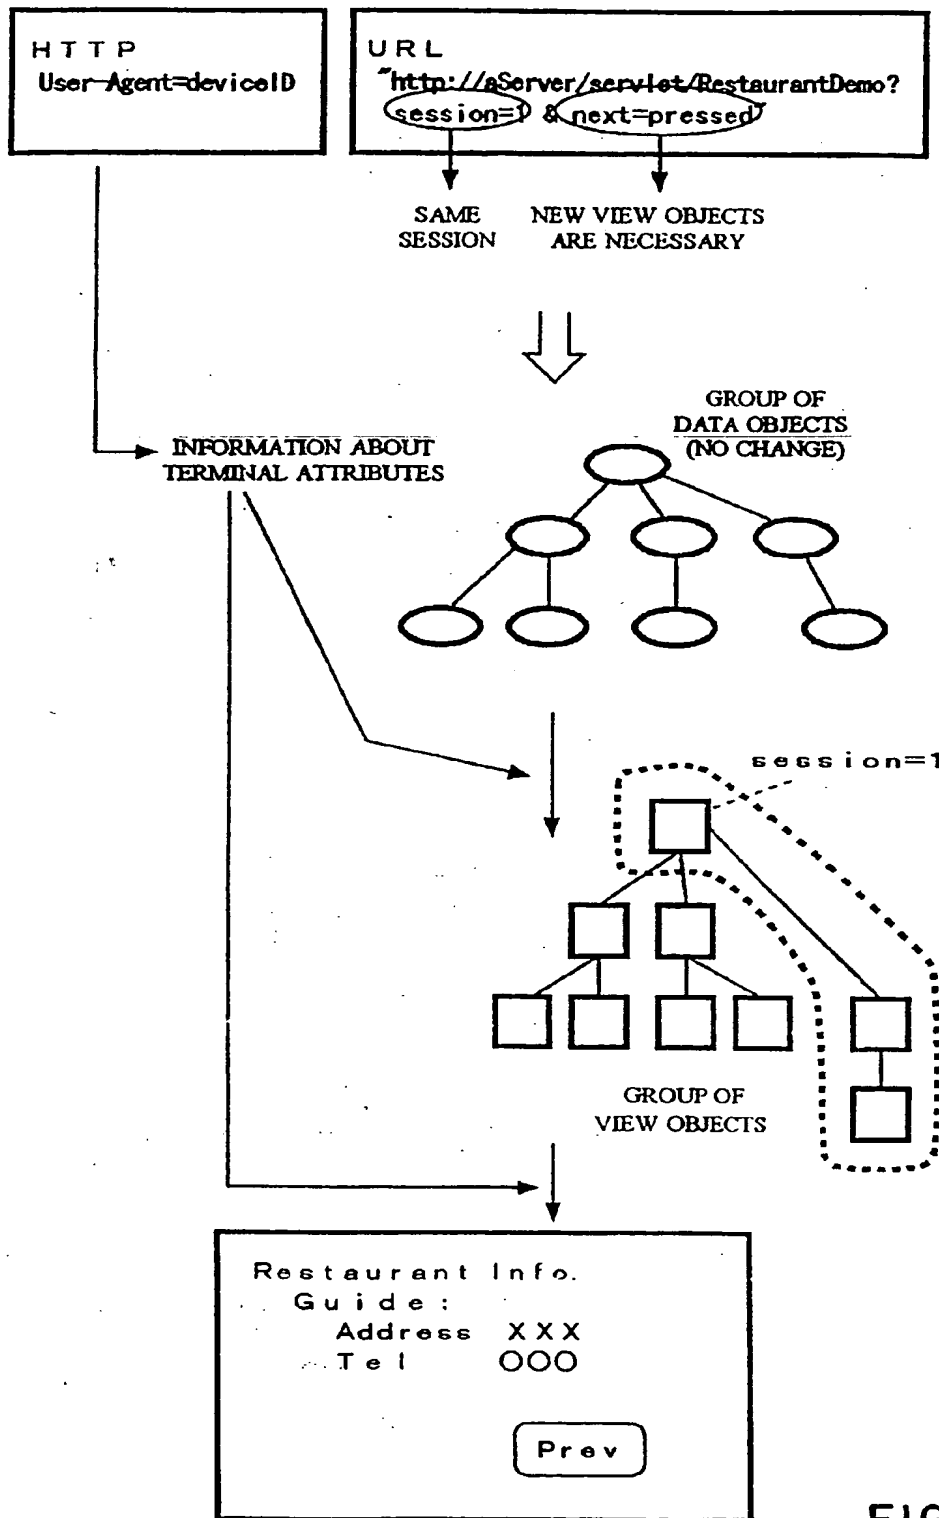 HTTP
User-Agent=deviceID
URL
"http://aServer/servlet/RestaurantDemo?
session=1 & next=pressed"
SAME
SESSION
NEW VIEW OBJECTS
ARE NECESSARY
GROUP OF
DATA OBJECTS
(NO CHANGE)
INFORMATION ABOUT
TERMINAL ATTRIBUTES
session=1
GROUP OF
VIEW OBJECTS
Restaurant Info.
Guide:
Address XXX
Tel OOO
Prev